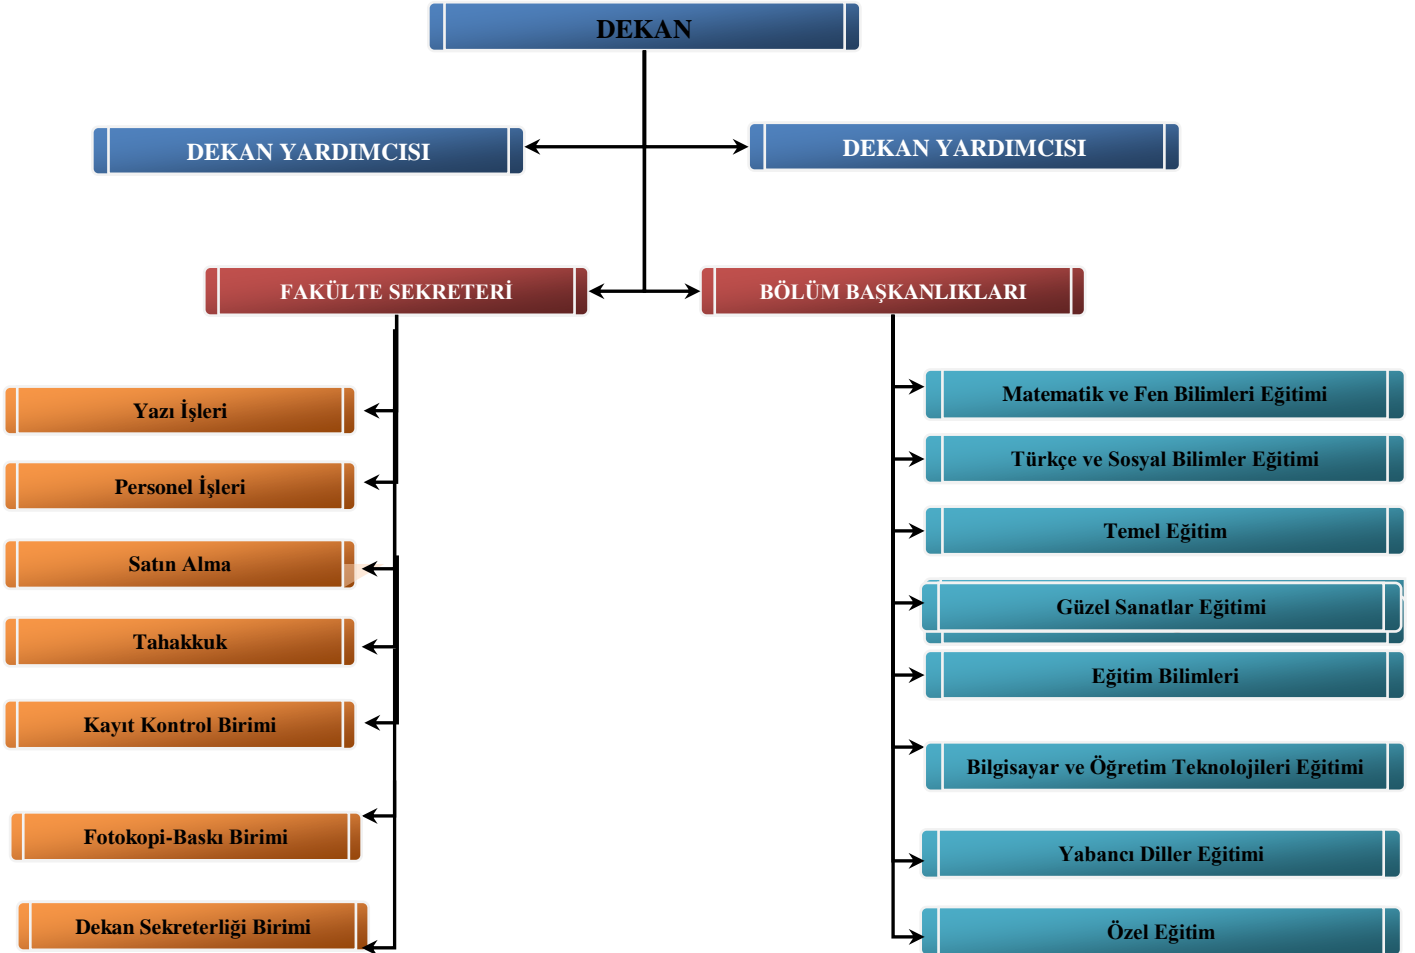 DEKAN
DEKAN YARDIMCISI
DEKAN YARDIMCISI
FAKÜLTE SEKRETERİ
BÖLÜM BAŞKANLIKLARI
Yazı İşleri
Personel İşleri
Satın Alma
Tahakkuk
Kayıt Kontrol Birimi
Fotokopi-Baskı Birimi
Dekan Sekreterliği Birimi
Matematik ve Fen Bilimleri Eğitimi
Türkçe ve Sosyal Bilimler Eğitimi
Temel Eğitim
Güzel Sanatlar Eğitimi
Eğitim Bilimleri
Bilgisayar ve Öğretim Teknolojileri Eğitimi
Yabancı Diller Eğitimi
Özel Eğitim